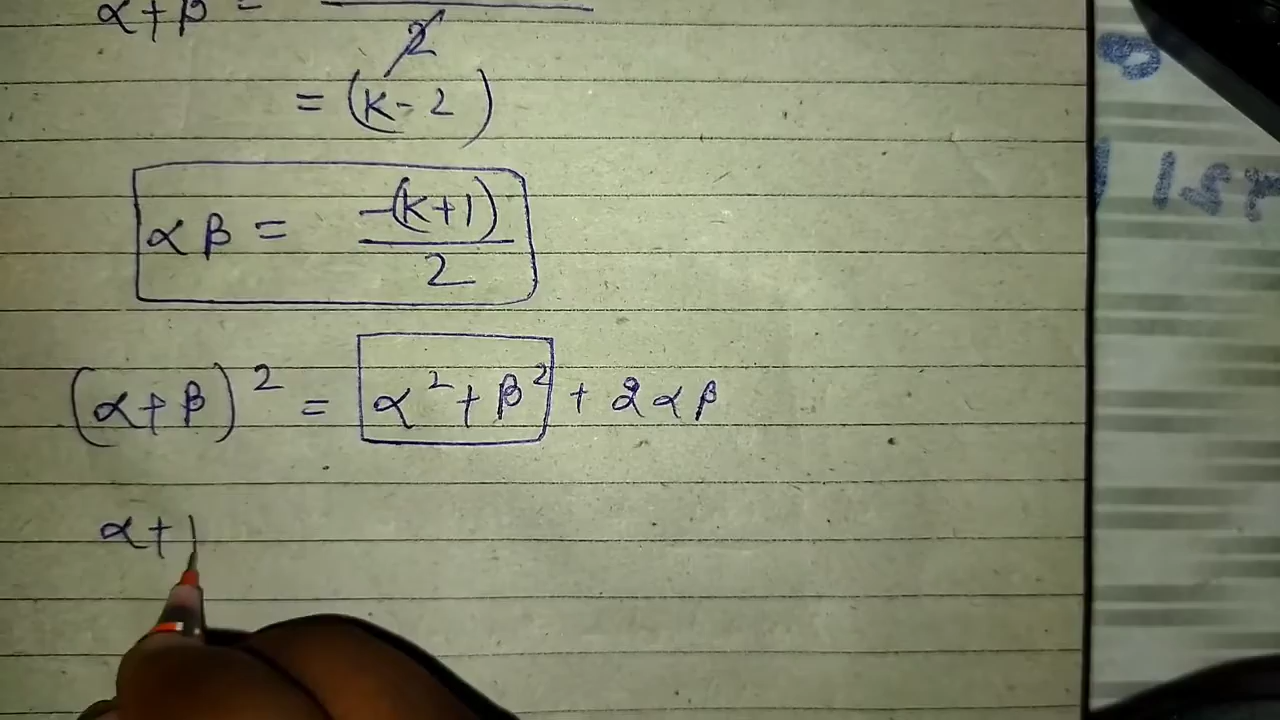 α+β =
2
= (K-2)
αβ = -(K+1)
2
(α+β)² = α²+β² + 2αβ
α+